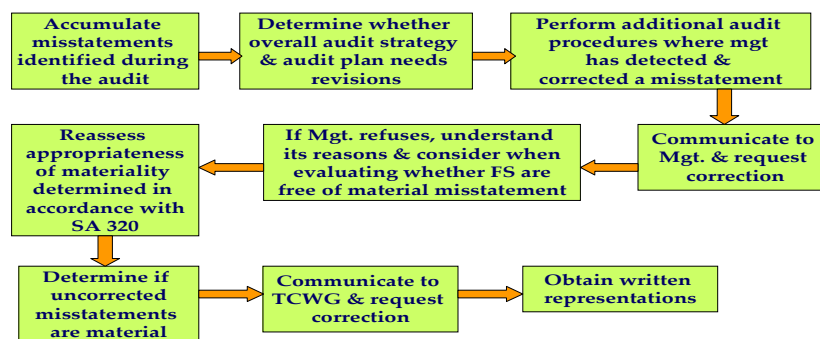 Accumulate
misstatements
identified during
the audit
Determine whether
overall audit strategy
& audit plan needs
revisions
Perform additional audit
procedures where mgt
has detected &
corrected a misstatement
Communicate to
Mgt. & request
correction
If Mgt. refuses, understand
its reasons & consider when
evaluating whether FS are
free of material misstatement
Reassess
appropriateness
of materiality
determined in
accordance with
SA 320
Determine if
uncorrected
misstatements
are material
Communicate to
TCWG & request
correction
Obtain written
representations